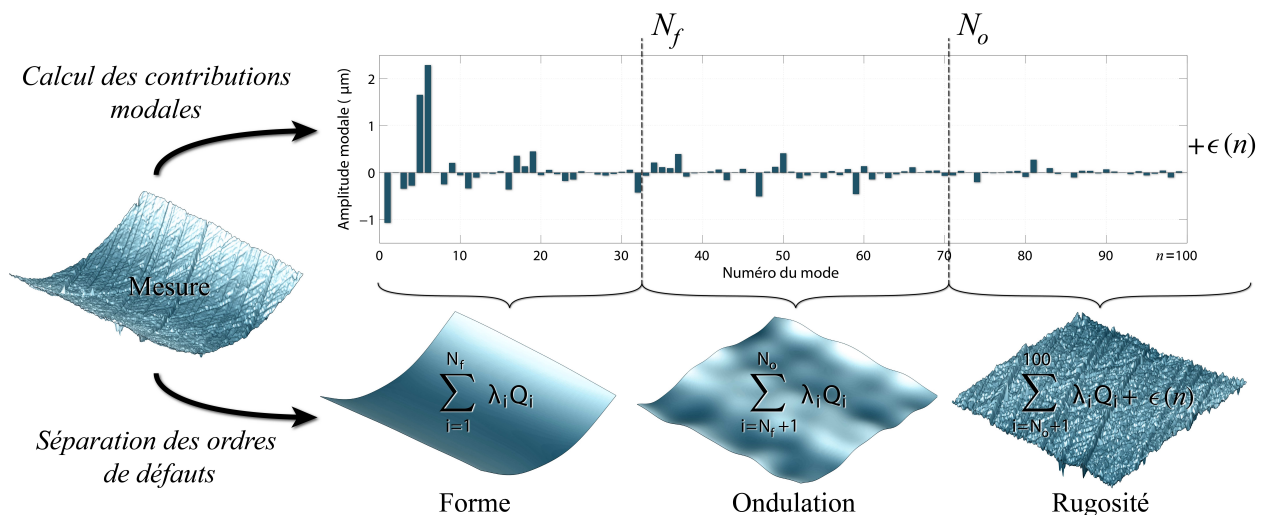 Calcul des contributions
modales
Mesure
Séparation des ordres
de défauts
N_f
N_o
Amplitude modale ( µm)
2
1
0
−1
0 10 20 30 40 50 60 70 80 90 n=100
Numéro du mode
+ϵ(n)
N_f
∑ λ_i Q_i
i=1
N_o
∑ λ_i Q_i
i=N_f+1
100
∑ λ_i Q_i + ϵ(n)
i=N_o+1
Forme
Ondulation
Rugosité